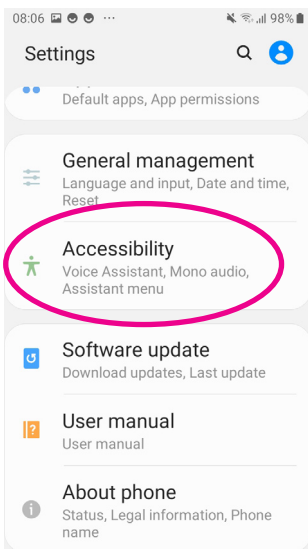 08:06 98%
Settings
Default apps, App permissions
General management
Language and input, Date and time,
Reset
Accessibility
Voice Assistant, Mono audio,
Assistant menu
Software update
Download updates, Last update
User manual
User manual
About phone
Status, Legal information, Phone
name